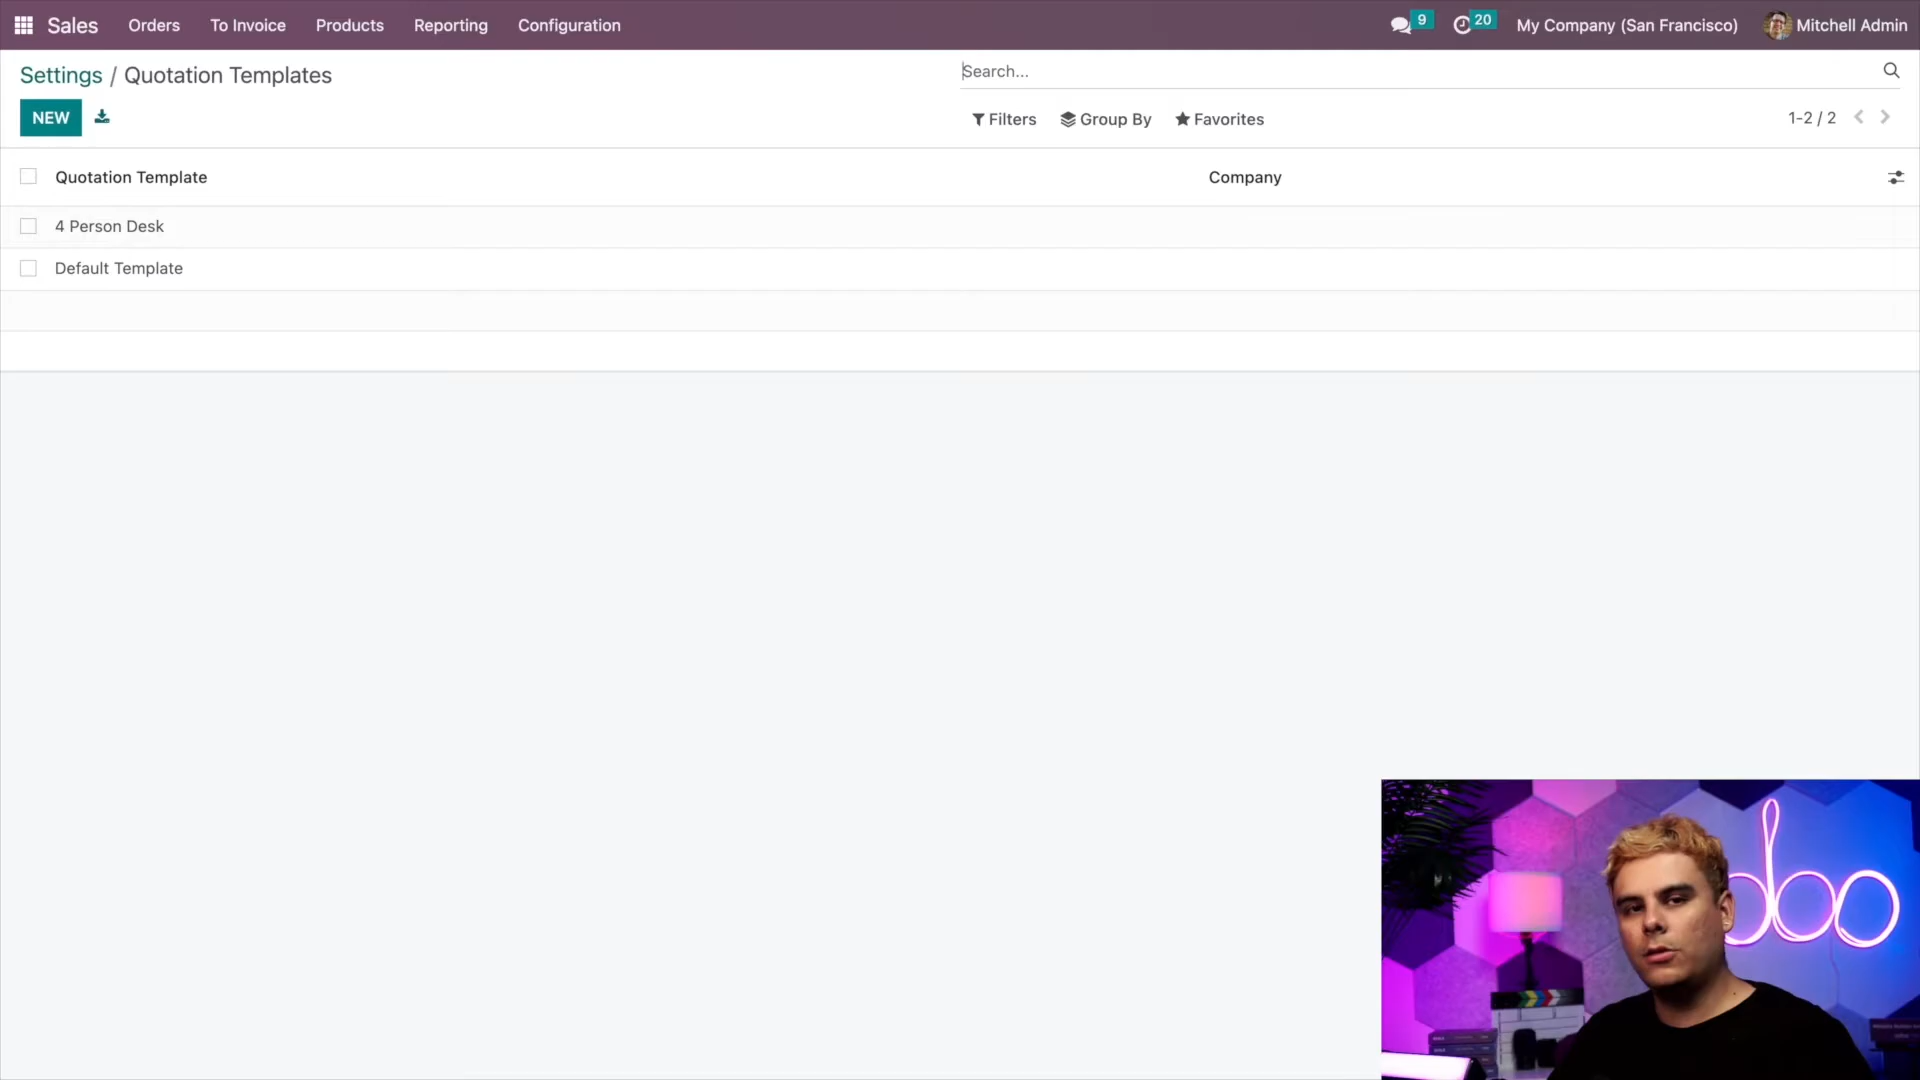 Sales Orders To Invoice Products Reporting Configuration 9 20 My Company (San Francisco) Mitchell Admin
Settings / Quotation Templates
Search...
NEW
Filters Group By Favorites
1-2 / 2
Quotation Template Company
4 Person Desk
Default Template